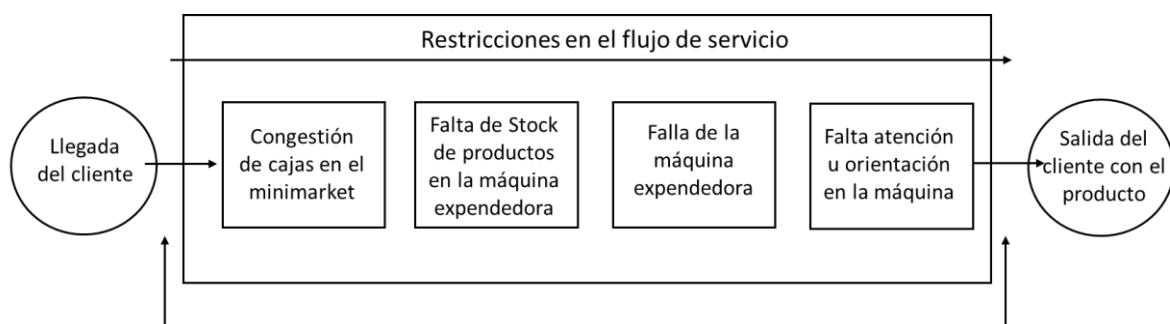 Restricciones en el flujo de servicio
Llegada
del cliente
Congestión
de cajas en el
minimarket
Falta de Stock
de productos
en la máquina
expendedora
Falla de la
máquina
expendedora
Falta atención
u orientación
en la máquina
Salida del
cliente con el
producto